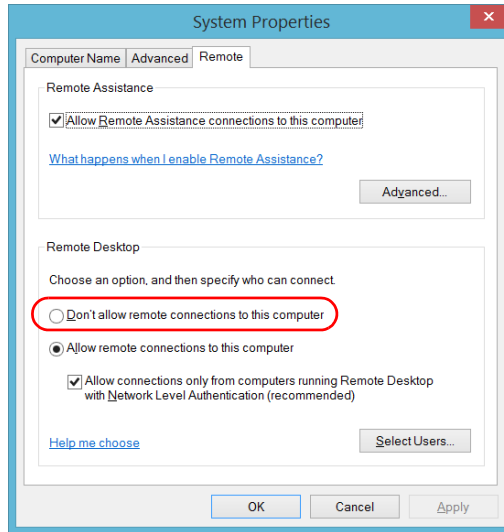 System Properties
Computer Name Advanced Remote
Remote Assistance
Allow Remote Assistance connections to this computer
What happens when I enable Remote Assistance?
Advanced...
Remote Desktop
Choose an option, and then specify who can connect.
Don't allow remote connections to this computer
Allow remote connections to this computer
Allow connections only from computers running Remote Desktop
with Network Level Authentication (recommended)
Help me choose
Select Users...
OK Cancel Apply